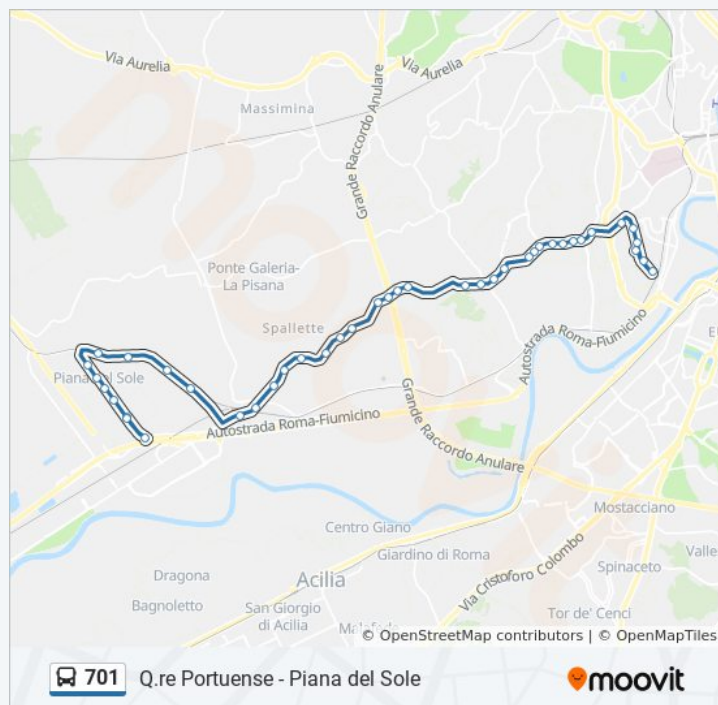 Via Aurelia
Via Aurelia
Massimina
Grande Raccordo Anulare
Ponte Galeria-
La Pisana
Spallette
Autostrada Roma-Fiumicino
Piana del Sole
Autostrada Roma-Fiumicino
Grande Raccordo Anulare
Mostacciano
Centro Giano
Giardino di Roma
Via Cristoforo Colombo
Valle
Spinaceto
Dragona
Acilia
Bagnoletto
San Giorgio
di Acilia
Tor de' Cenci
© OpenStreetMap contributors | © OpenMapTiles
701 Q.re Portuense - Piana del Sole
moovit